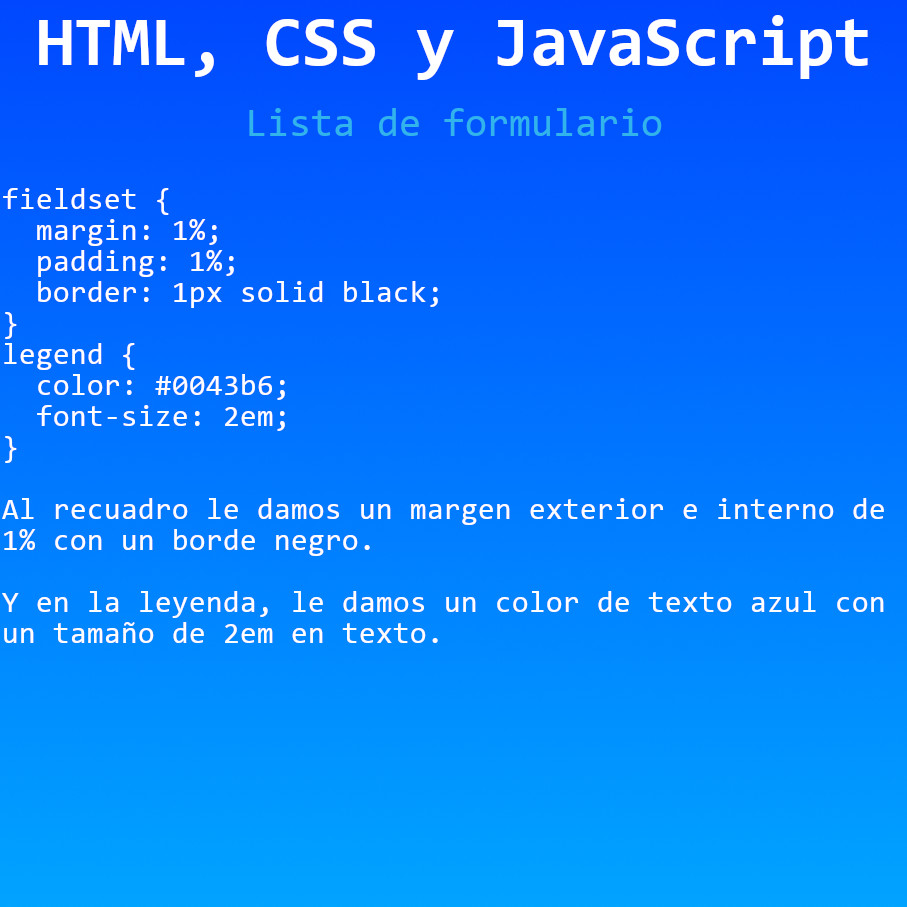 HTML, CSS y JavaScript
Lista de formulario
fieldset {
  margin: 1%;
  padding: 1%;
  border: 1px solid black;
}
legend {
  color: #0043b6;
  font-size: 2em;
}
Al recuadro le damos un margen exterior e interno de
1% con un borde negro.
Y en la leyenda, le damos un color de texto azul con
un tamaño de 2em en texto.